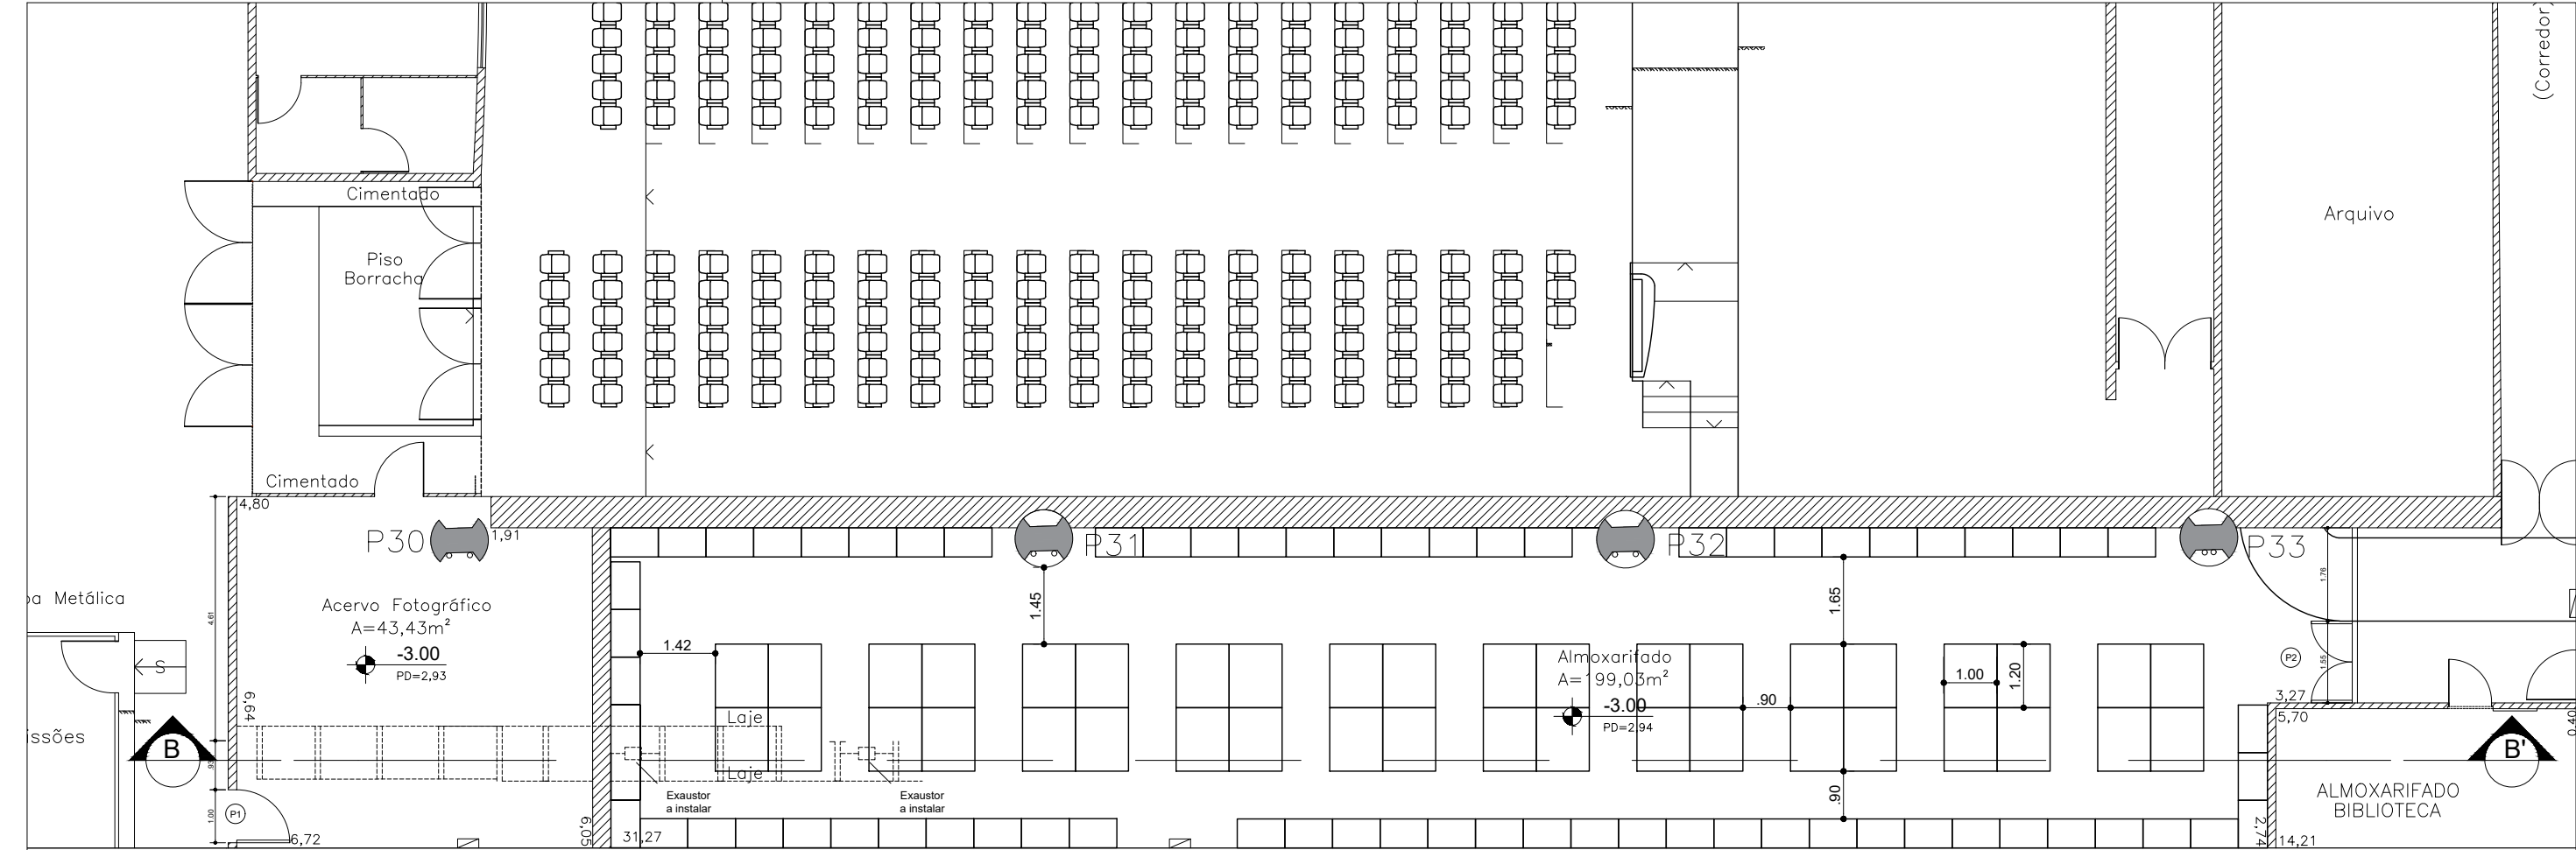 (Corredor)
Cimentado
Arquivo
Piso
Borracha
Cimentado
4,80
P30
1,91
P31
P32
P33
1.76
1.45
1.65
4.61
a Metálica
Acervo Fotográfico
A=43,43m²
-3.00
PD=2,93
S
1.42
Almoxarifado
A=199,03m²
-3.00
PD=2.94
.90
1.00
1.20
P2
1.55
3,27
5,70
0,40
6,64
Laje
Laje
issões
B
B'
Exaustor
a instalar
Exaustor
a instalar
.90
ALMOXARIFADO
BIBLIOTECA
1.00
P1
6,72
6,05
31,27
2,74
14,21